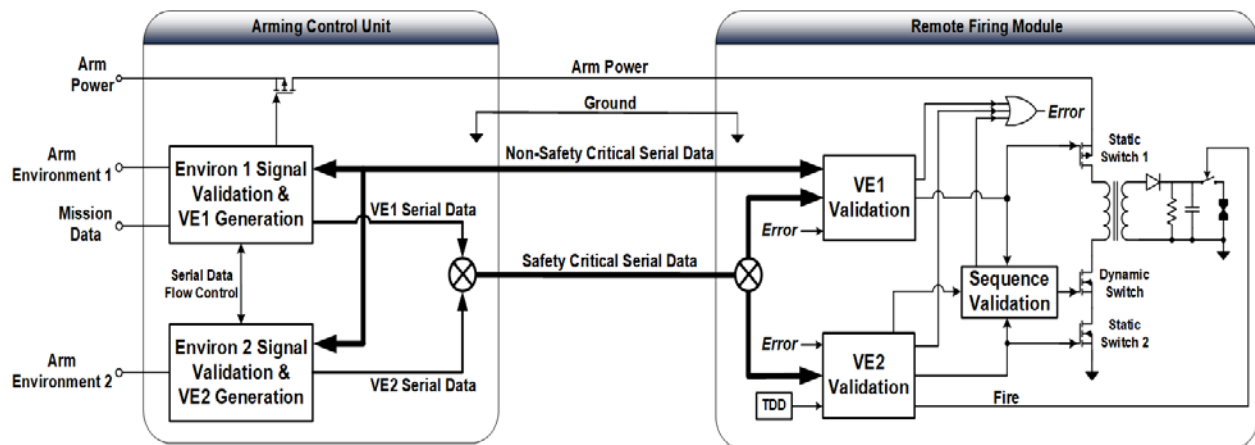 Arming Control Unit
Remote Firing Module
Arm
Power
Arm Power
Ground
Error
Static
Switch 1
Arm
Environment 1
Environ 1 Signal
Validation &
VE1 Generation
Non-Safety Critical Serial Data
VE1
Validation
Mission
Data
VE1 Serial Data
Error
Serial Data
Flow Control
Safety Critical Serial Data
Sequence
Validation
Dynamic
Switch
Arm
Environment 2
Environ 2 Signal
Validation &
VE2 Generation
VE2 Serial Data
Error
VE2
Validation
Static
Switch 2
TDD
Fire